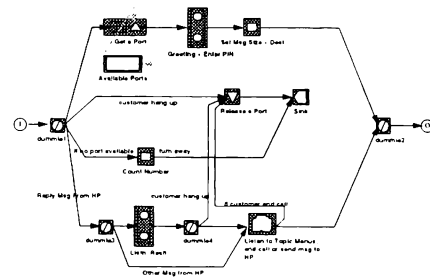 Get a Port
Greeting - Enter PIN
Set Msg Size - Dest
Available Ports
customer hang up
Release a Port
Sink
I
dummie1
dummie2
O
if no port available turn away
Count Number
Reply Msg from HP
customer hang up
if customer end call
dummie3
dummie4
Listen to Topic Menus
end call or send msg to
HP
Other Msg from HP